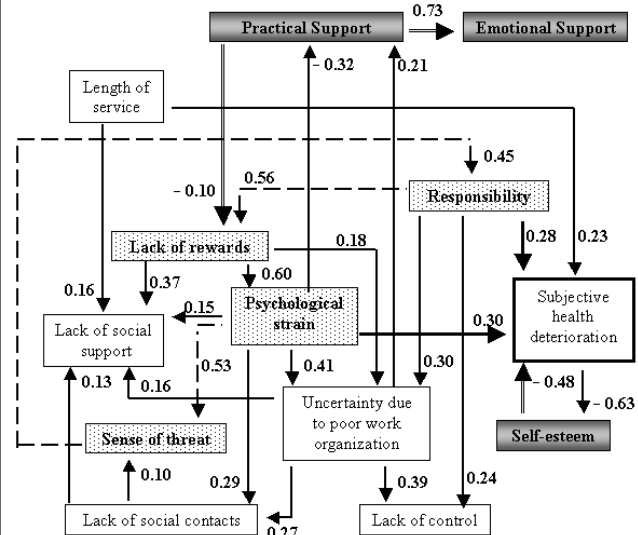 0.73
Practical Support
Emotional Support
- 0.32
0.21
Length of
service
0.45
0.56
- 0.10
Responsibility
Lack of rewards
0.18
0.28
0.23
0.60
0.37
0.16
Psychological
strain
0.15
0.30
Subjective
health
deterioration
Lack of social
support
0.53
0.41
0.30
0.13
0.16
- 0.48
- 0.63
Uncertainty due
to poor work
organization
Sense of threat
Self-esteem
0.10
0.29
0.39
0.24
Lack of social contacts
0.27
Lack of control